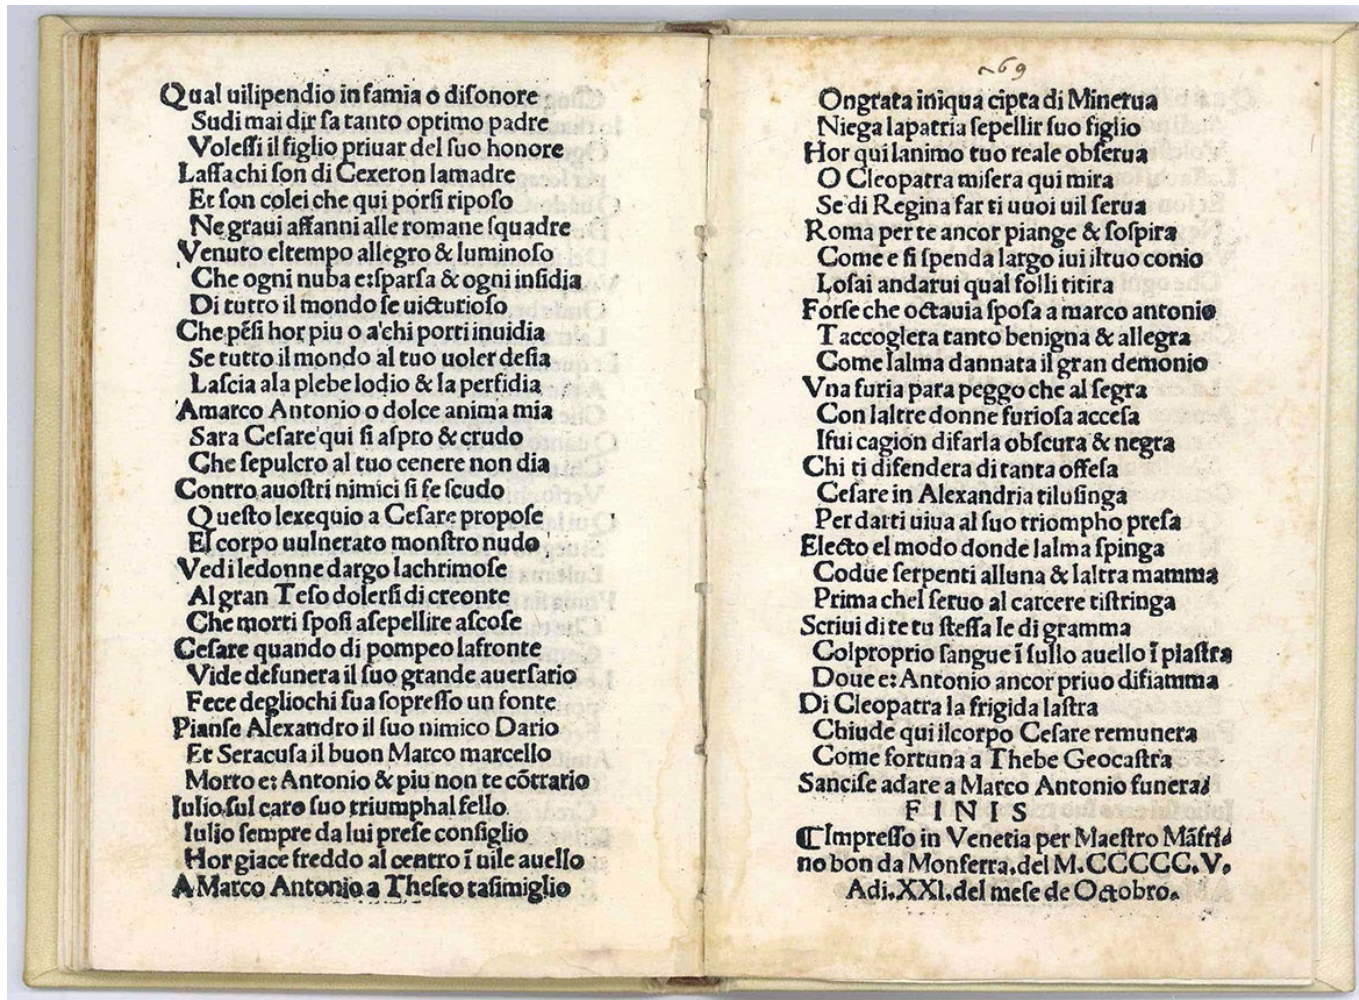 Qual uilipendio in famia o diſonore
Sudi mai dir ſa tanto optimo padre
Voleſſi il figlio priuar del ſuo honore
Laſſa chi ſon di Cexeron lamadre
Et ſon colei che qui porſi ripoſo
Ne graui affanni alle romane ſquadre
Venuto eltempo allegro & luminoſo
Che ogni nuba e:ſparſa & ogni inſidia
Di tutto il mondo ſe uicturioſo
Che pẽſi hor piu o a'chi porti inuidia
Se tutto il mondo al tuo uoler deſia
Laſcia ala plebe lodio & la perfidia
Amarco Antonio o dolce anima mia
Sara Ceſare qui ſi aſpro & crudo
Che ſepulcro al tuo cenere non dia
Contro auoſtri nimici ſi fe ſcudo
Queſto lexequio a Ceſare propoſe
El corpo uulnerato monſtro nudo
Vedi ledonne dargo lachrimoſe
Al gran Teſo dolerſi di creonte
Che morti ſpoſi aſepellire aſcoſe
Ceſare quando di pompeo lafronte
Vide defunera il ſuo grande auerſario
Fece degliochi ſua ſopreſſo un fonte
Pianſe Alexandro il ſuo nimico Dario
Et Seracuſa il buon Marco marcello
Morto e: Antonio & piu non te cõtrario
Iulio ſul caro ſuo triumphal fello
Iulio ſempre da lui preſe conſiglio
Hor giace freddo al centro ĩ uile auello
A Marco Antonio a Theſeo taſimiglio
69
Ongrata iniqua cipta di Minerua
Niega lapatria ſepellir ſuo figlio
Hor qui lanimo tuo reale obſerua
O Cleopatra miſera qui mira
Se di Regina far ti uuoi uil ſerua
Roma per te ancor piange & ſoſpira
Come e ſi ſpenda largo iui iltuo conio
Loſai andarui qual folli titira
Forſe che octauia ſpoſa a marco antonio
Taccoglera tanto benigna & allegra
Come lalma dannata il gran demonio
Vna furia para peggo che al ſegra
Con laltre donne furioſa acceſa
Iſui cagion difarla obſcura & negra
Chi ti difendera di tanta offeſa
Ceſare in Alexandria tiluſinga
Per darti uiua al ſuo triompho preſa
Electo el modo donde lalma ſpinga
Codue ſerpenti alluna & laltra mamma
Prima chel ſeruo al carcere tiſtringa
Scriui di te tu ſteſſa le di gramma
Colproprio ſangue ĩ ſullo auello ĩ piaſtra
Doue e: Antonio ancor priuo difiamma
Di Cleopatra la frigida laſtra
Chiude qui ilcorpo Ceſare remunera
Come fortuna a Thebe Geocaſtra
Sanciſe adare a Marco Antonio funera
FINIS
Impreſſo in Venetia per Maeſtro Mãfri
no bon da Monferra. del M.CCCCC.V.
Adi.XXI.del meſe de Octobro.